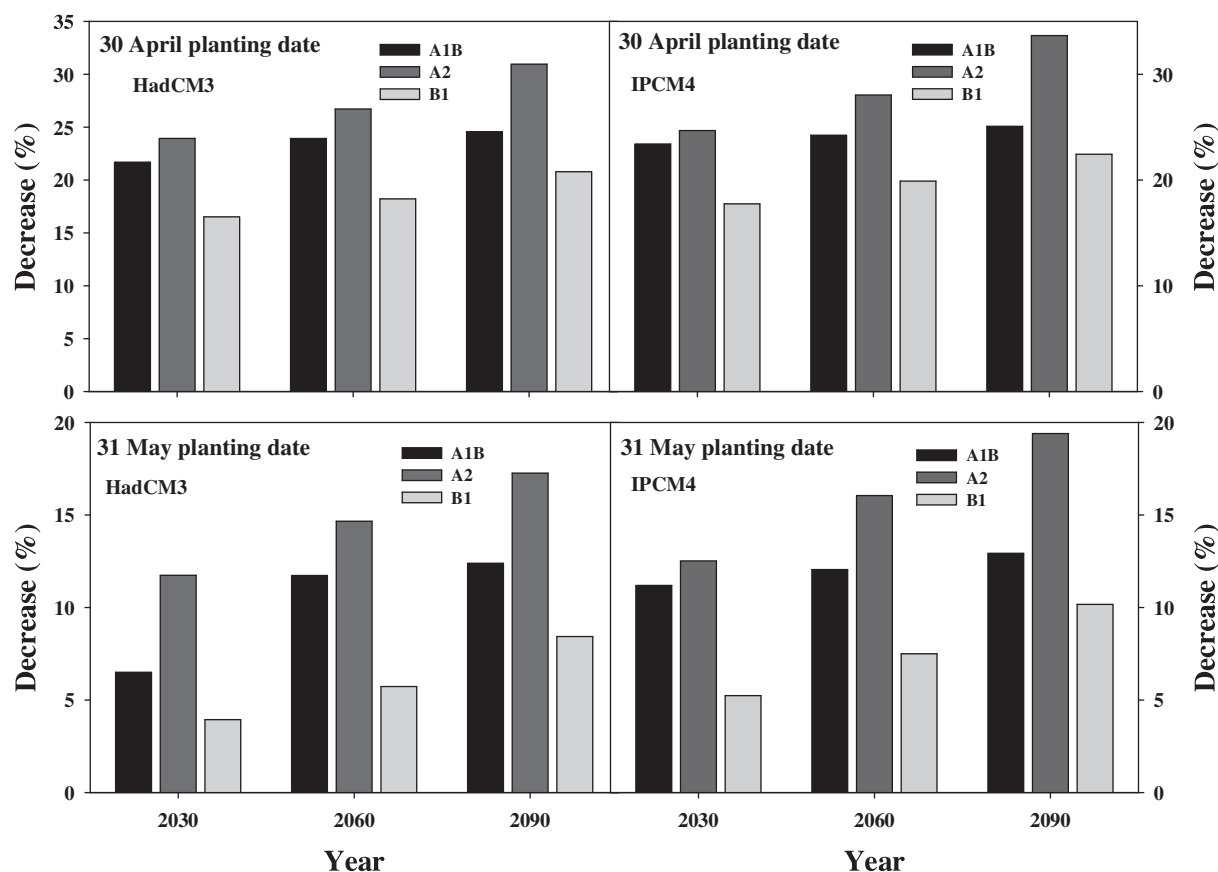 30 April planting date
HadCM3
A1B
A2
B1
Decrease (%)
35
30
25
20
15
10
5
0
30 April planting date
IPCM4
A1B
A2
B1
30
20
10
0
Decrease (%)
31 May planting date
HadCM3
A1B
A2
B1
Decrease (%)
20
15
10
5
0
2030
2060
2090
Year
31 May planting date
IPCM4
A1B
A2
B1
20
15
10
5
0
Decrease (%)
2030
2060
2090
Year